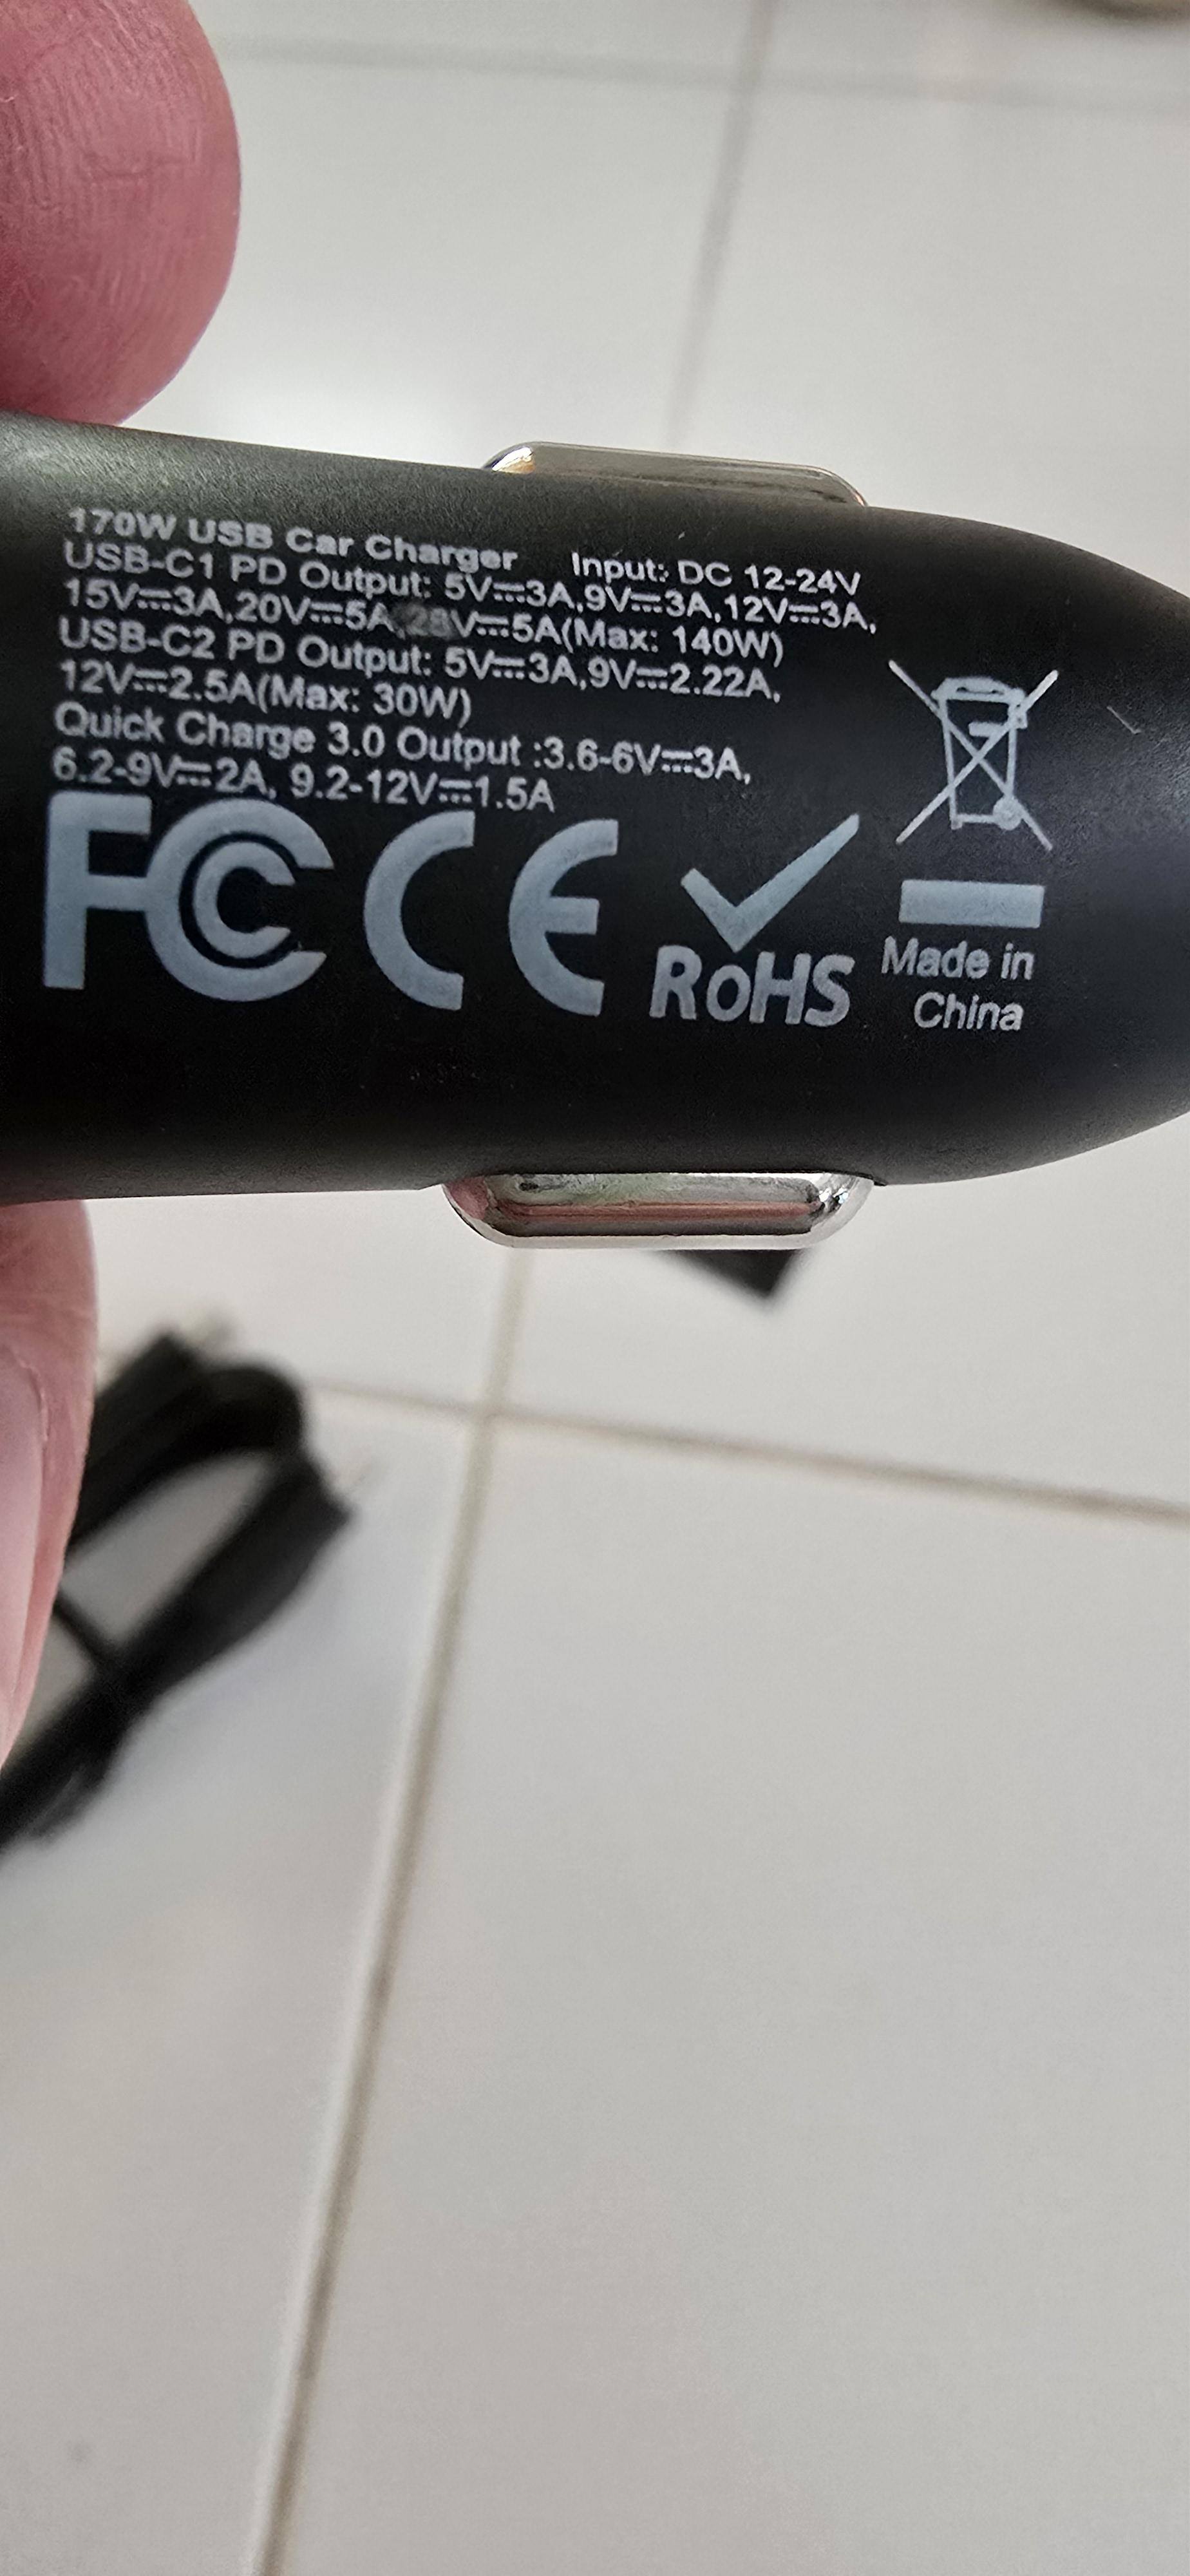 170W USB Car Charger Input: DC 12-24V
USB-C1 PD Output: 5V⎓3A,9V⎓3A,12V⎓3A,
15V⎓3A,20V⎓5A,28V⎓5A(Max: 140W)
USB-C2 PD Output: 5V⎓3A,9V⎓2.22A,
12V⎓2.5A(Max: 30W)
Quick Charge 3.0 Output :3.6-6V⎓3A,
6.2-9V⎓2A, 9.2-12V⎓1.5A
FC CE RoHS
Made in
China